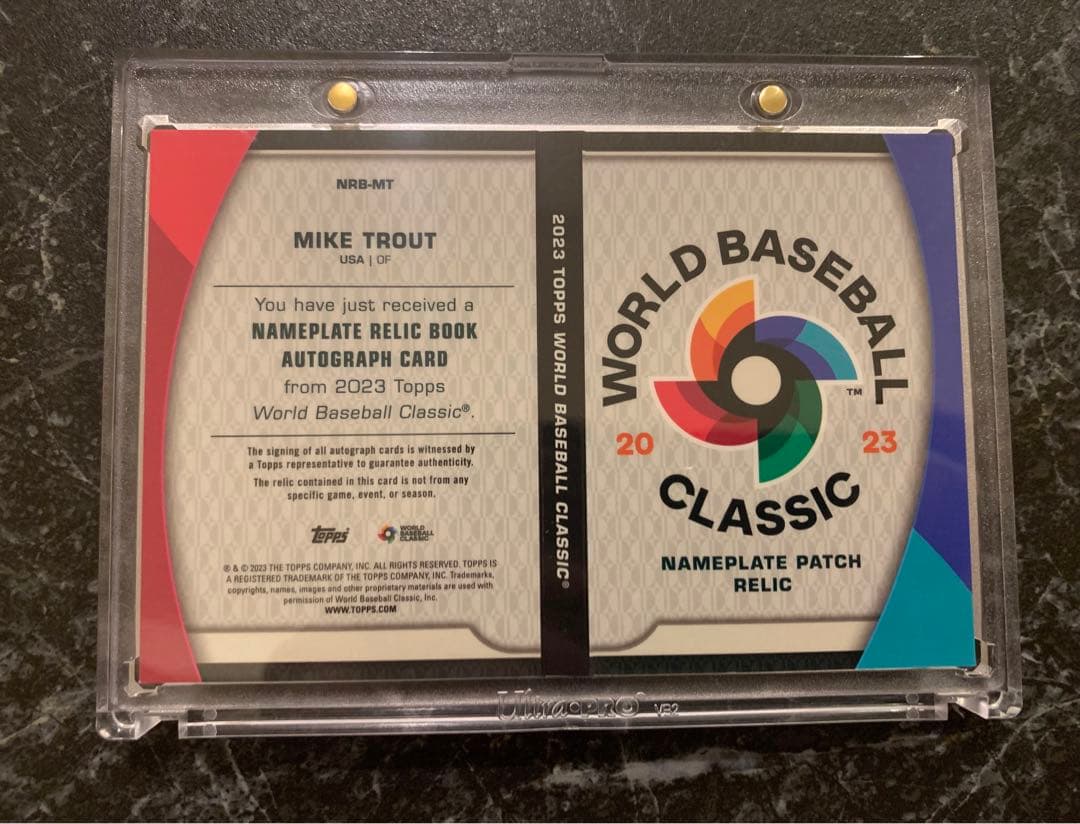 NRB-MT
MIKE TROUT
USA | OF
You have just received a
NAMEPLATE RELIC BOOK
AUTOGRAPH CARD
from 2023 Topps
World Baseball Classic®.
The signing of all autograph cards is witnessed by
a Topps representative to guarantee authenticity.
The relic contained in this card is not from any
specific game, event, or season.
topps
WORLD
BASEBALL
CLASSIC
® & © 2023 THE TOPPS COMPANY, INC. ALL RIGHTS RESERVED. TOPPS IS
A REGISTERED TRADEMARK OF THE TOPPS COMPANY, INC. Trademarks,
copyrights, names, images and other proprietary materials are used with
permission of World Baseball Classic, Inc.
WWW.TOPPS.COM
2023 TOPPS WORLD BASEBALL CLASSIC®
WORLD BASEBALL
TM
20 23
CLASSIC
NAMEPLATE PATCH
RELIC
Ultra•PRO® VB2